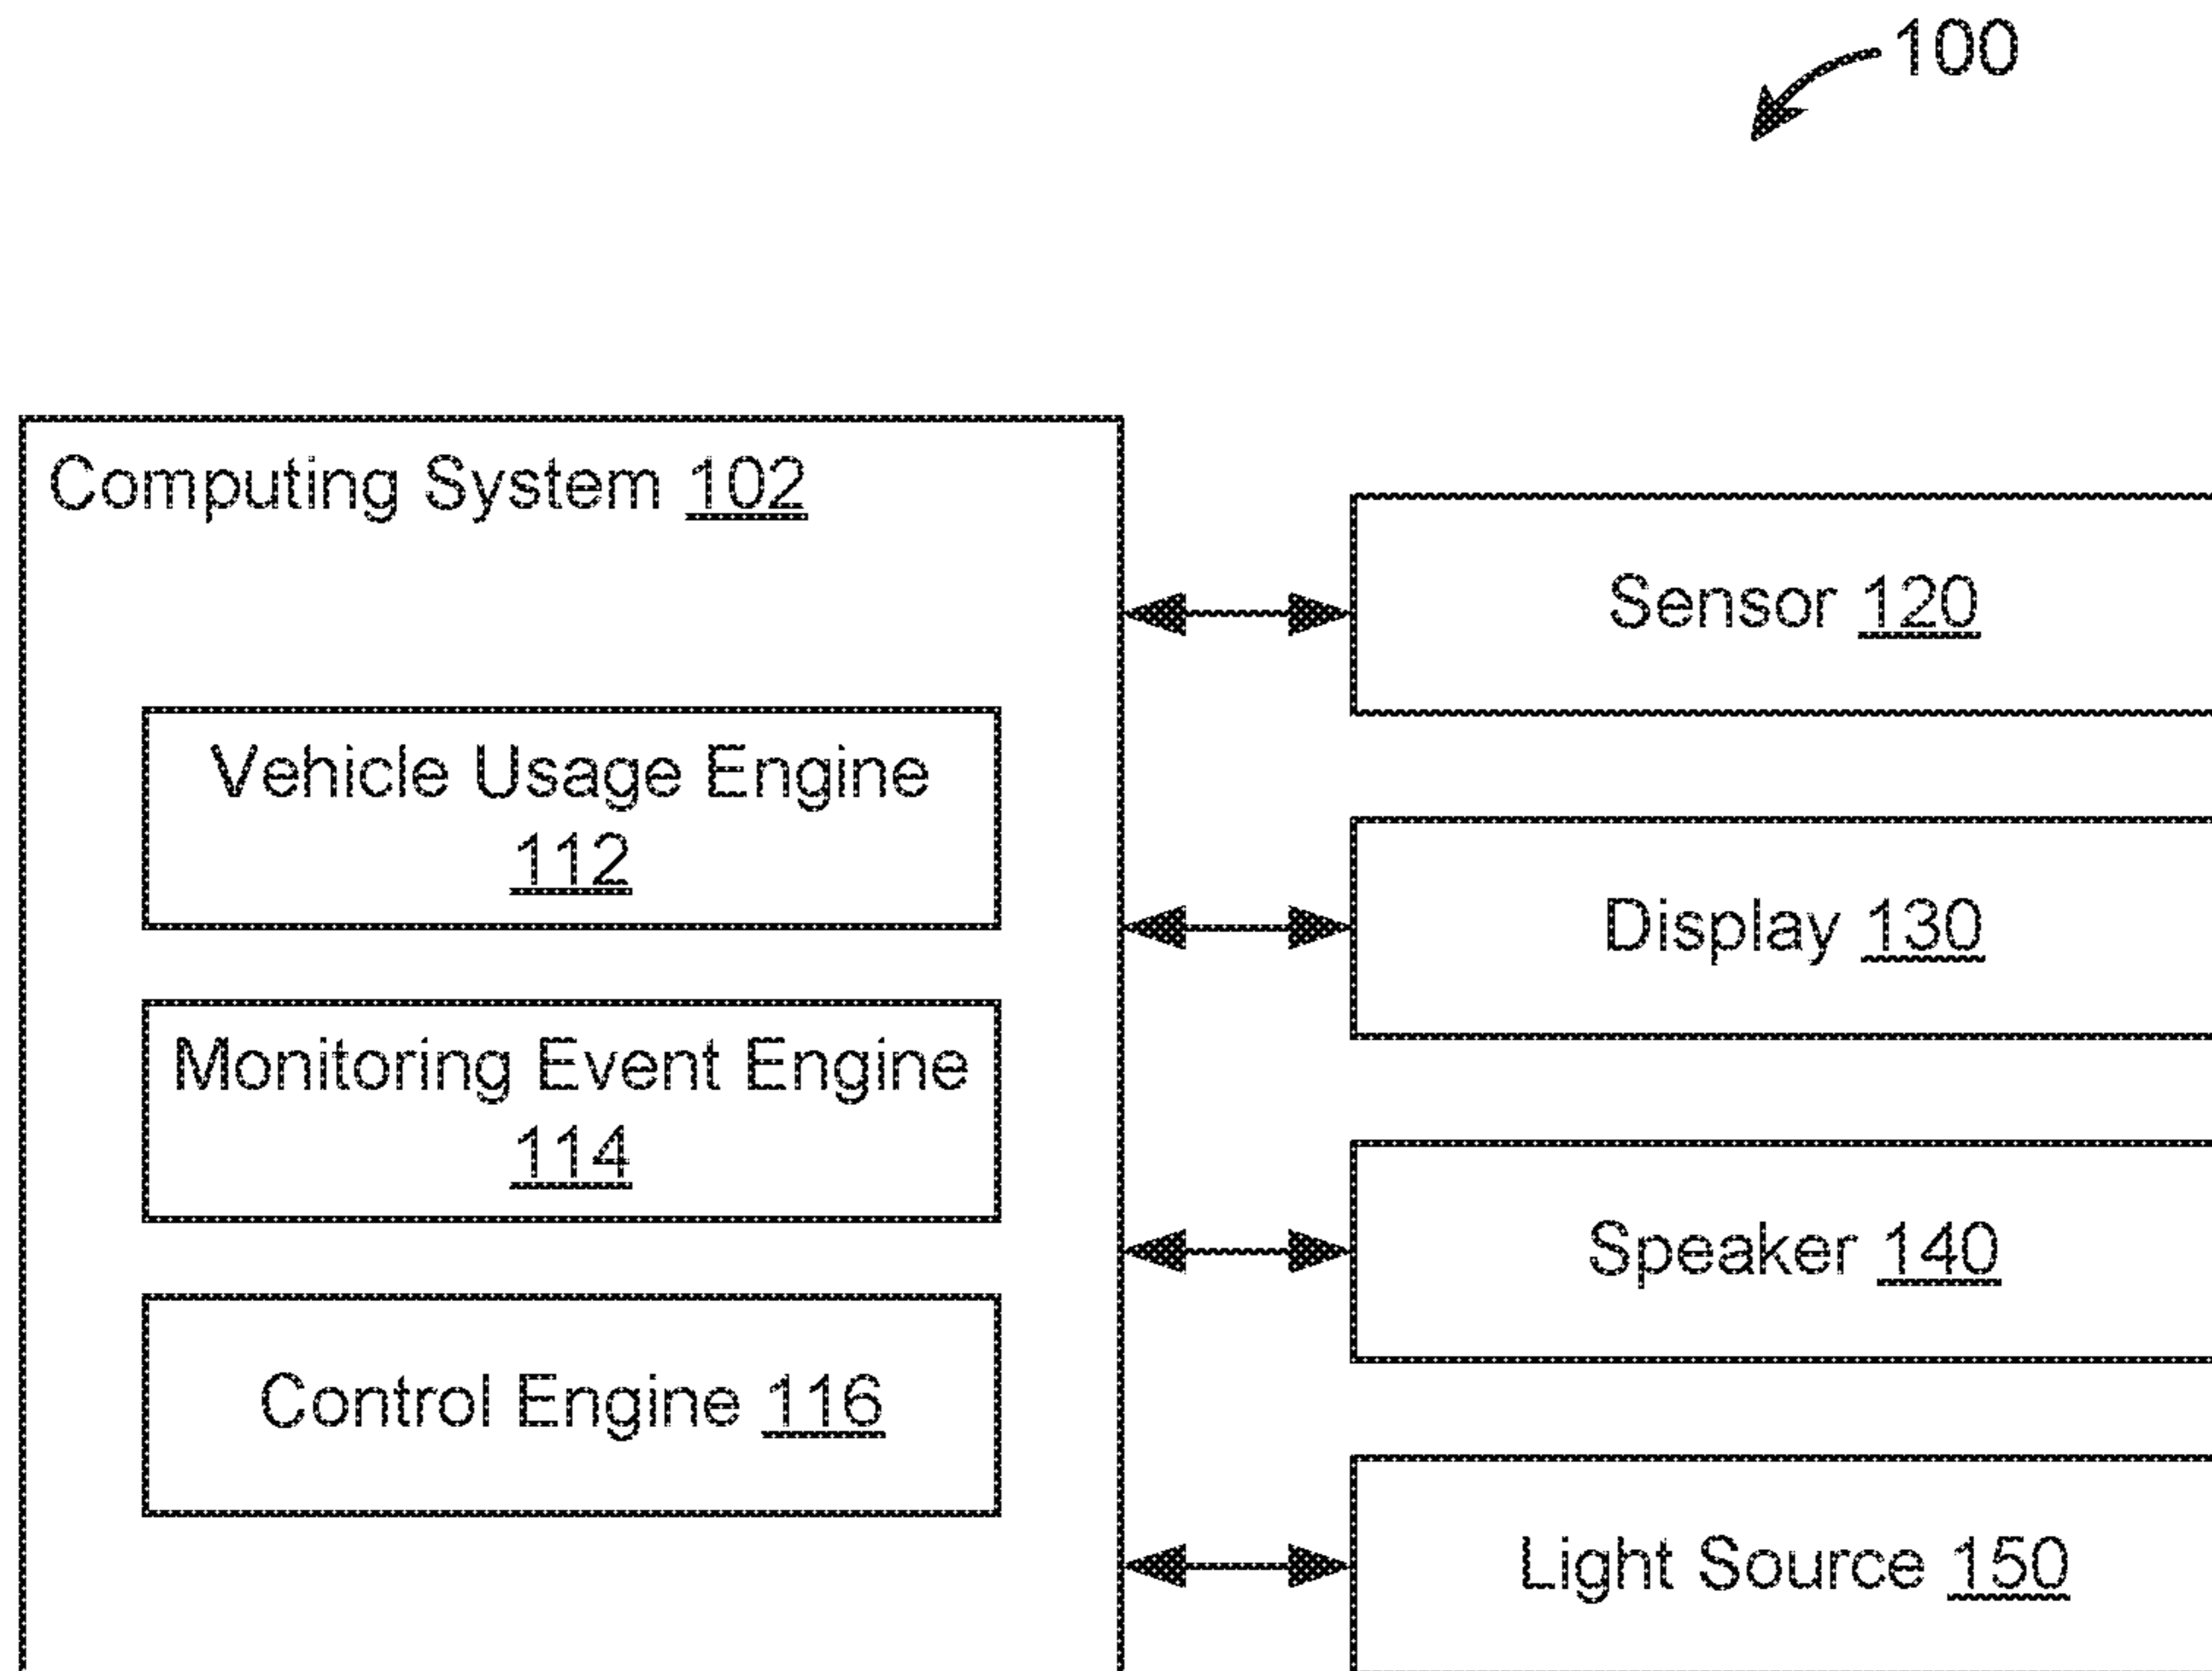 100
Computing System 102
Vehicle Usage Engine
112
Monitoring Event Engine
114
Control Engine 116
Sensor 120
Display 130
Speaker 140
Light Source 150